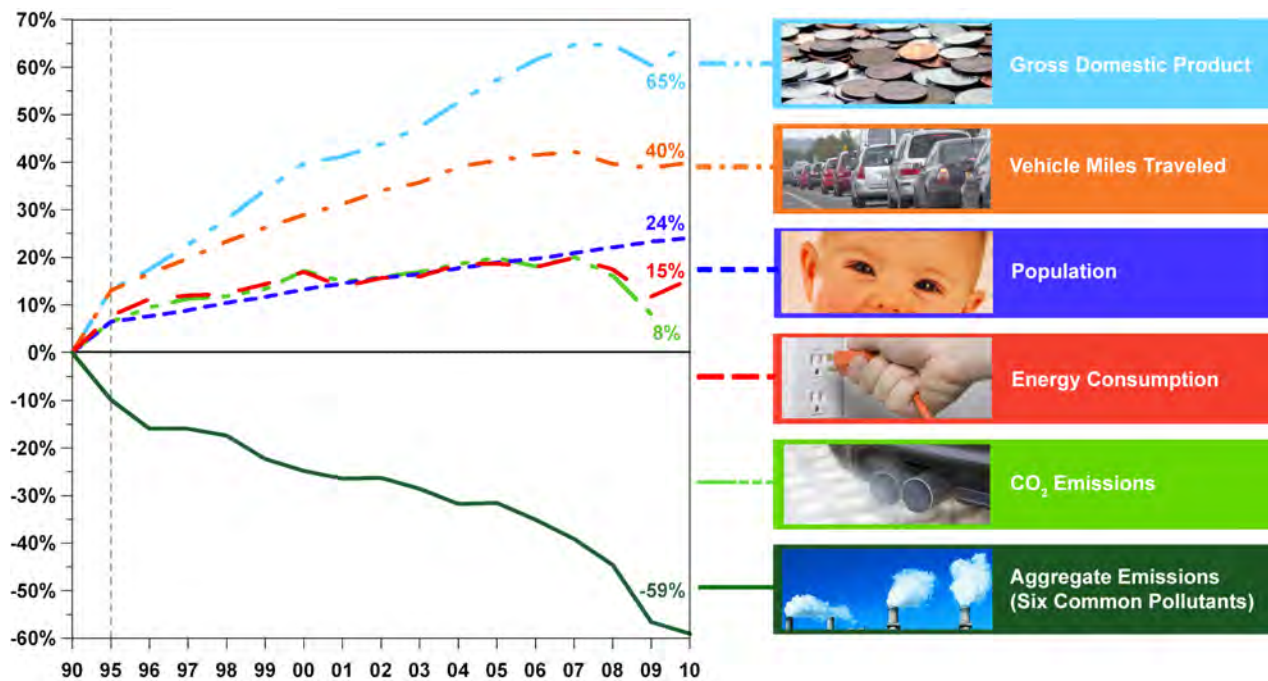 70%
60%
50%
40%
30%
20%
10%
0%
-10%
-20%
-30%
-40%
-50%
-60%
90 95 96 97 98 99 00 01 02 03 04 05 06 07 08 09 10
65%
40%
24%
15%
8%
-59%
Gross Domestic Product
Vehicle Miles Traveled
Population
Energy Consumption
CO₂ Emissions
Aggregate Emissions
(Six Common Pollutants)